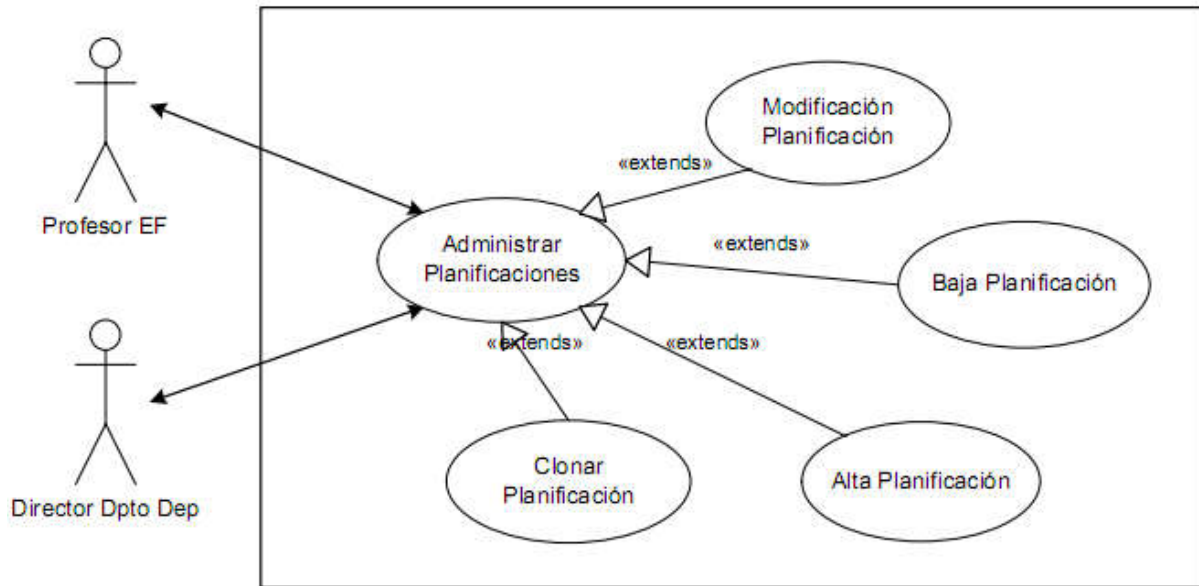 Modificación
Planificación
«extends»
Profesor EF
Administrar
Planificaciones
«extends»
Baja Planificación
«extends»
«extends»
Clonar
Planificación
Alta Planificación
Director Dpto Dep